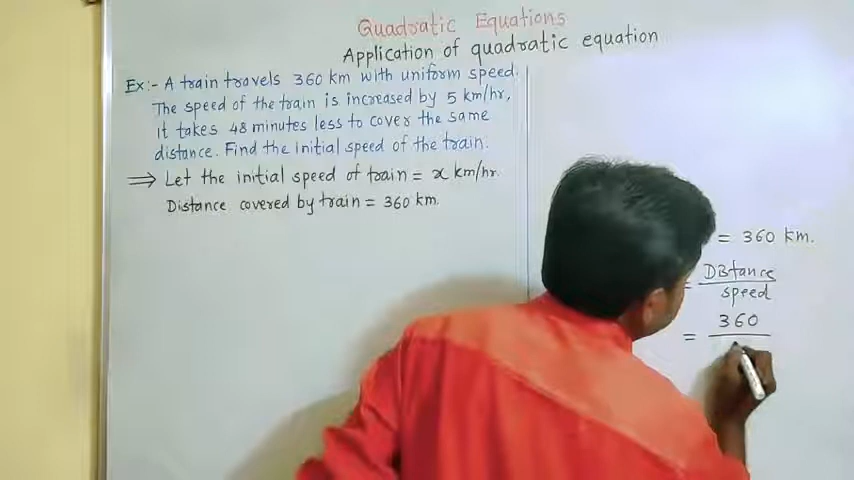 Quadratic Equations
Application of quadratic equation
Ex:- A train travels 360 km with uniform speed.
The speed of the train is increased by 5 km/hr,
it takes 48 minutes less to cover the same
distance. Find the initial speed of the train.
⟹ Let the initial speed of train = x km/hr.
Distance covered by train = 360 km.
= 360 km.
= Distance
speed
= 360